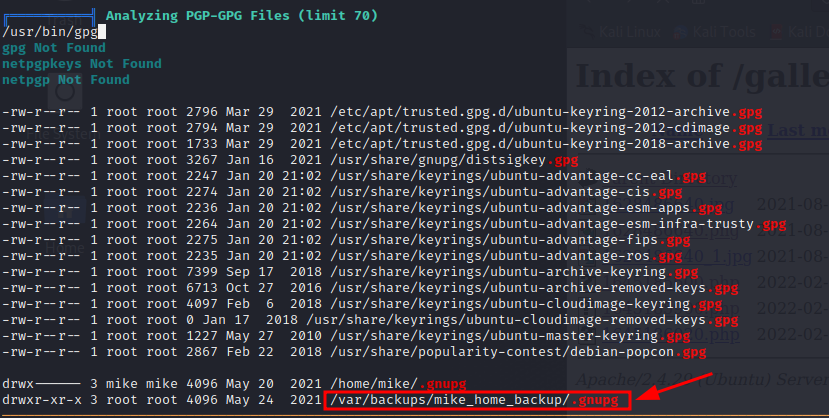 Analyzing PGP-GPG Files (limit 70)
/usr/bin/gpg
gpg Not Found
netpgpkeys Not Found
netpgp Not Found
-rw-r--r-- 1 root root 2796 Mar 29  2021 /etc/apt/trusted.gpg.d/ubuntu-keyring-2012-archive.gpg
-rw-r--r-- 1 root root 2794 Mar 29  2021 /etc/apt/trusted.gpg.d/ubuntu-keyring-2012-cdimage.gpg
-rw-r--r-- 1 root root 1733 Mar 29  2021 /etc/apt/trusted.gpg.d/ubuntu-keyring-2018-archive.gpg
-rw-r--r-- 1 root root 3267 Jan 16  2021 /usr/share/gnupg/distsigkey.gpg
-rw-r--r-- 1 root root 2247 Jan 20 21:02 /usr/share/keyrings/ubuntu-advantage-cc-eal.gpg
-rw-r--r-- 1 root root 2274 Jan 20 21:02 /usr/share/keyrings/ubuntu-advantage-cis.gpg
-rw-r--r-- 1 root root 2236 Jan 20 21:02 /usr/share/keyrings/ubuntu-advantage-esm-apps.gpg
-rw-r--r-- 1 root root 2264 Jan 20 21:02 /usr/share/keyrings/ubuntu-advantage-esm-infra-trusty.gpg
-rw-r--r-- 1 root root 2275 Jan 20 21:02 /usr/share/keyrings/ubuntu-advantage-fips.gpg
-rw-r--r-- 1 root root 2235 Jan 20 21:02 /usr/share/keyrings/ubuntu-advantage-ros.gpg
-rw-r--r-- 1 root root 7399 Sep 17  2018 /usr/share/keyrings/ubuntu-archive-keyring.gpg
-rw-r--r-- 1 root root 6713 Oct 27  2016 /usr/share/keyrings/ubuntu-archive-removed-keys.gpg
-rw-r--r-- 1 root root 4097 Feb  6  2018 /usr/share/keyrings/ubuntu-cloudimage-keyring.gpg
-rw-r--r-- 1 root root 0 Jan 17  2018 /usr/share/keyrings/ubuntu-cloudimage-removed-keys.gpg
-rw-r--r-- 1 root root 1227 May 27  2010 /usr/share/keyrings/ubuntu-master-keyring.gpg
-rw-r--r-- 1 root root 2867 Feb 22  2018 /usr/share/popularity-contest/debian-popcon.gpg
drwx------ 3 mike mike 4096 May 20  2021 /home/mike/.gnupg
drwxr-xr-x 3 root root 4096 May 24  2021 /var/backups/mike_home_backup/.gnupg
Kali Linux
Kali Tools
Index of /galle
Last m
2021-08-
2021-08-
2022-02-
2022-02-